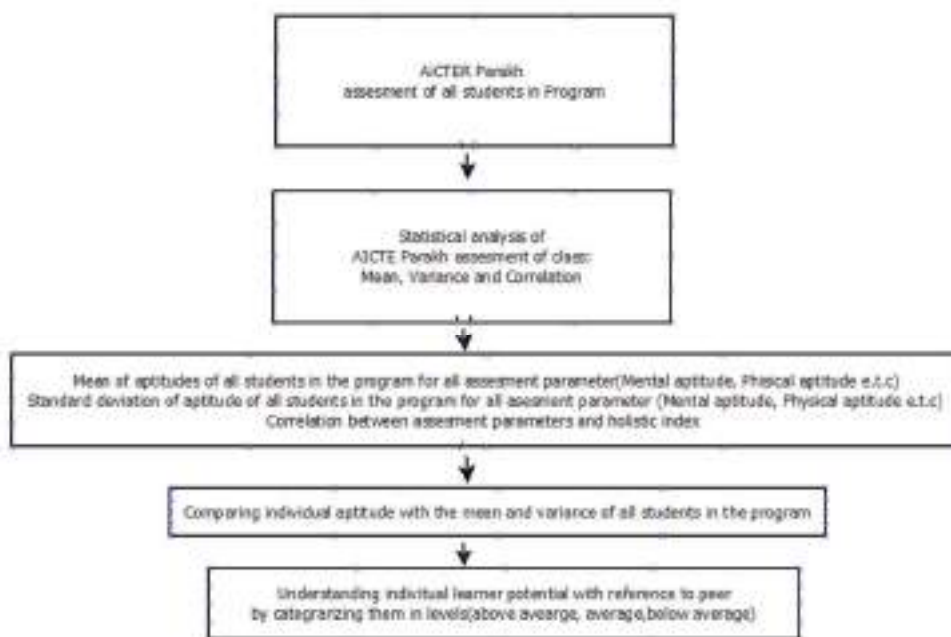 AICTER Parakh
assesment of all students in Program
Statistical analysis of
AICTE Parakh assesment of class:
Mean, Variance and Correlation
Mean of aptitudes of all students in the program for all assesment parameter(Mental aptitude, Phisical aptitude e.t.c)
Standard deviation of aptitude of all students in the program for all asesment parameter (Mental aptitude, Physical aptitude e.t.c)
Correlation between assesment parameters and holistic index
Comparing individual aptitude with the mean and variance of all students in the program
Understanding individual learner potential with reference to peer
by categrarizing them in levels(above avearge, average,below average)